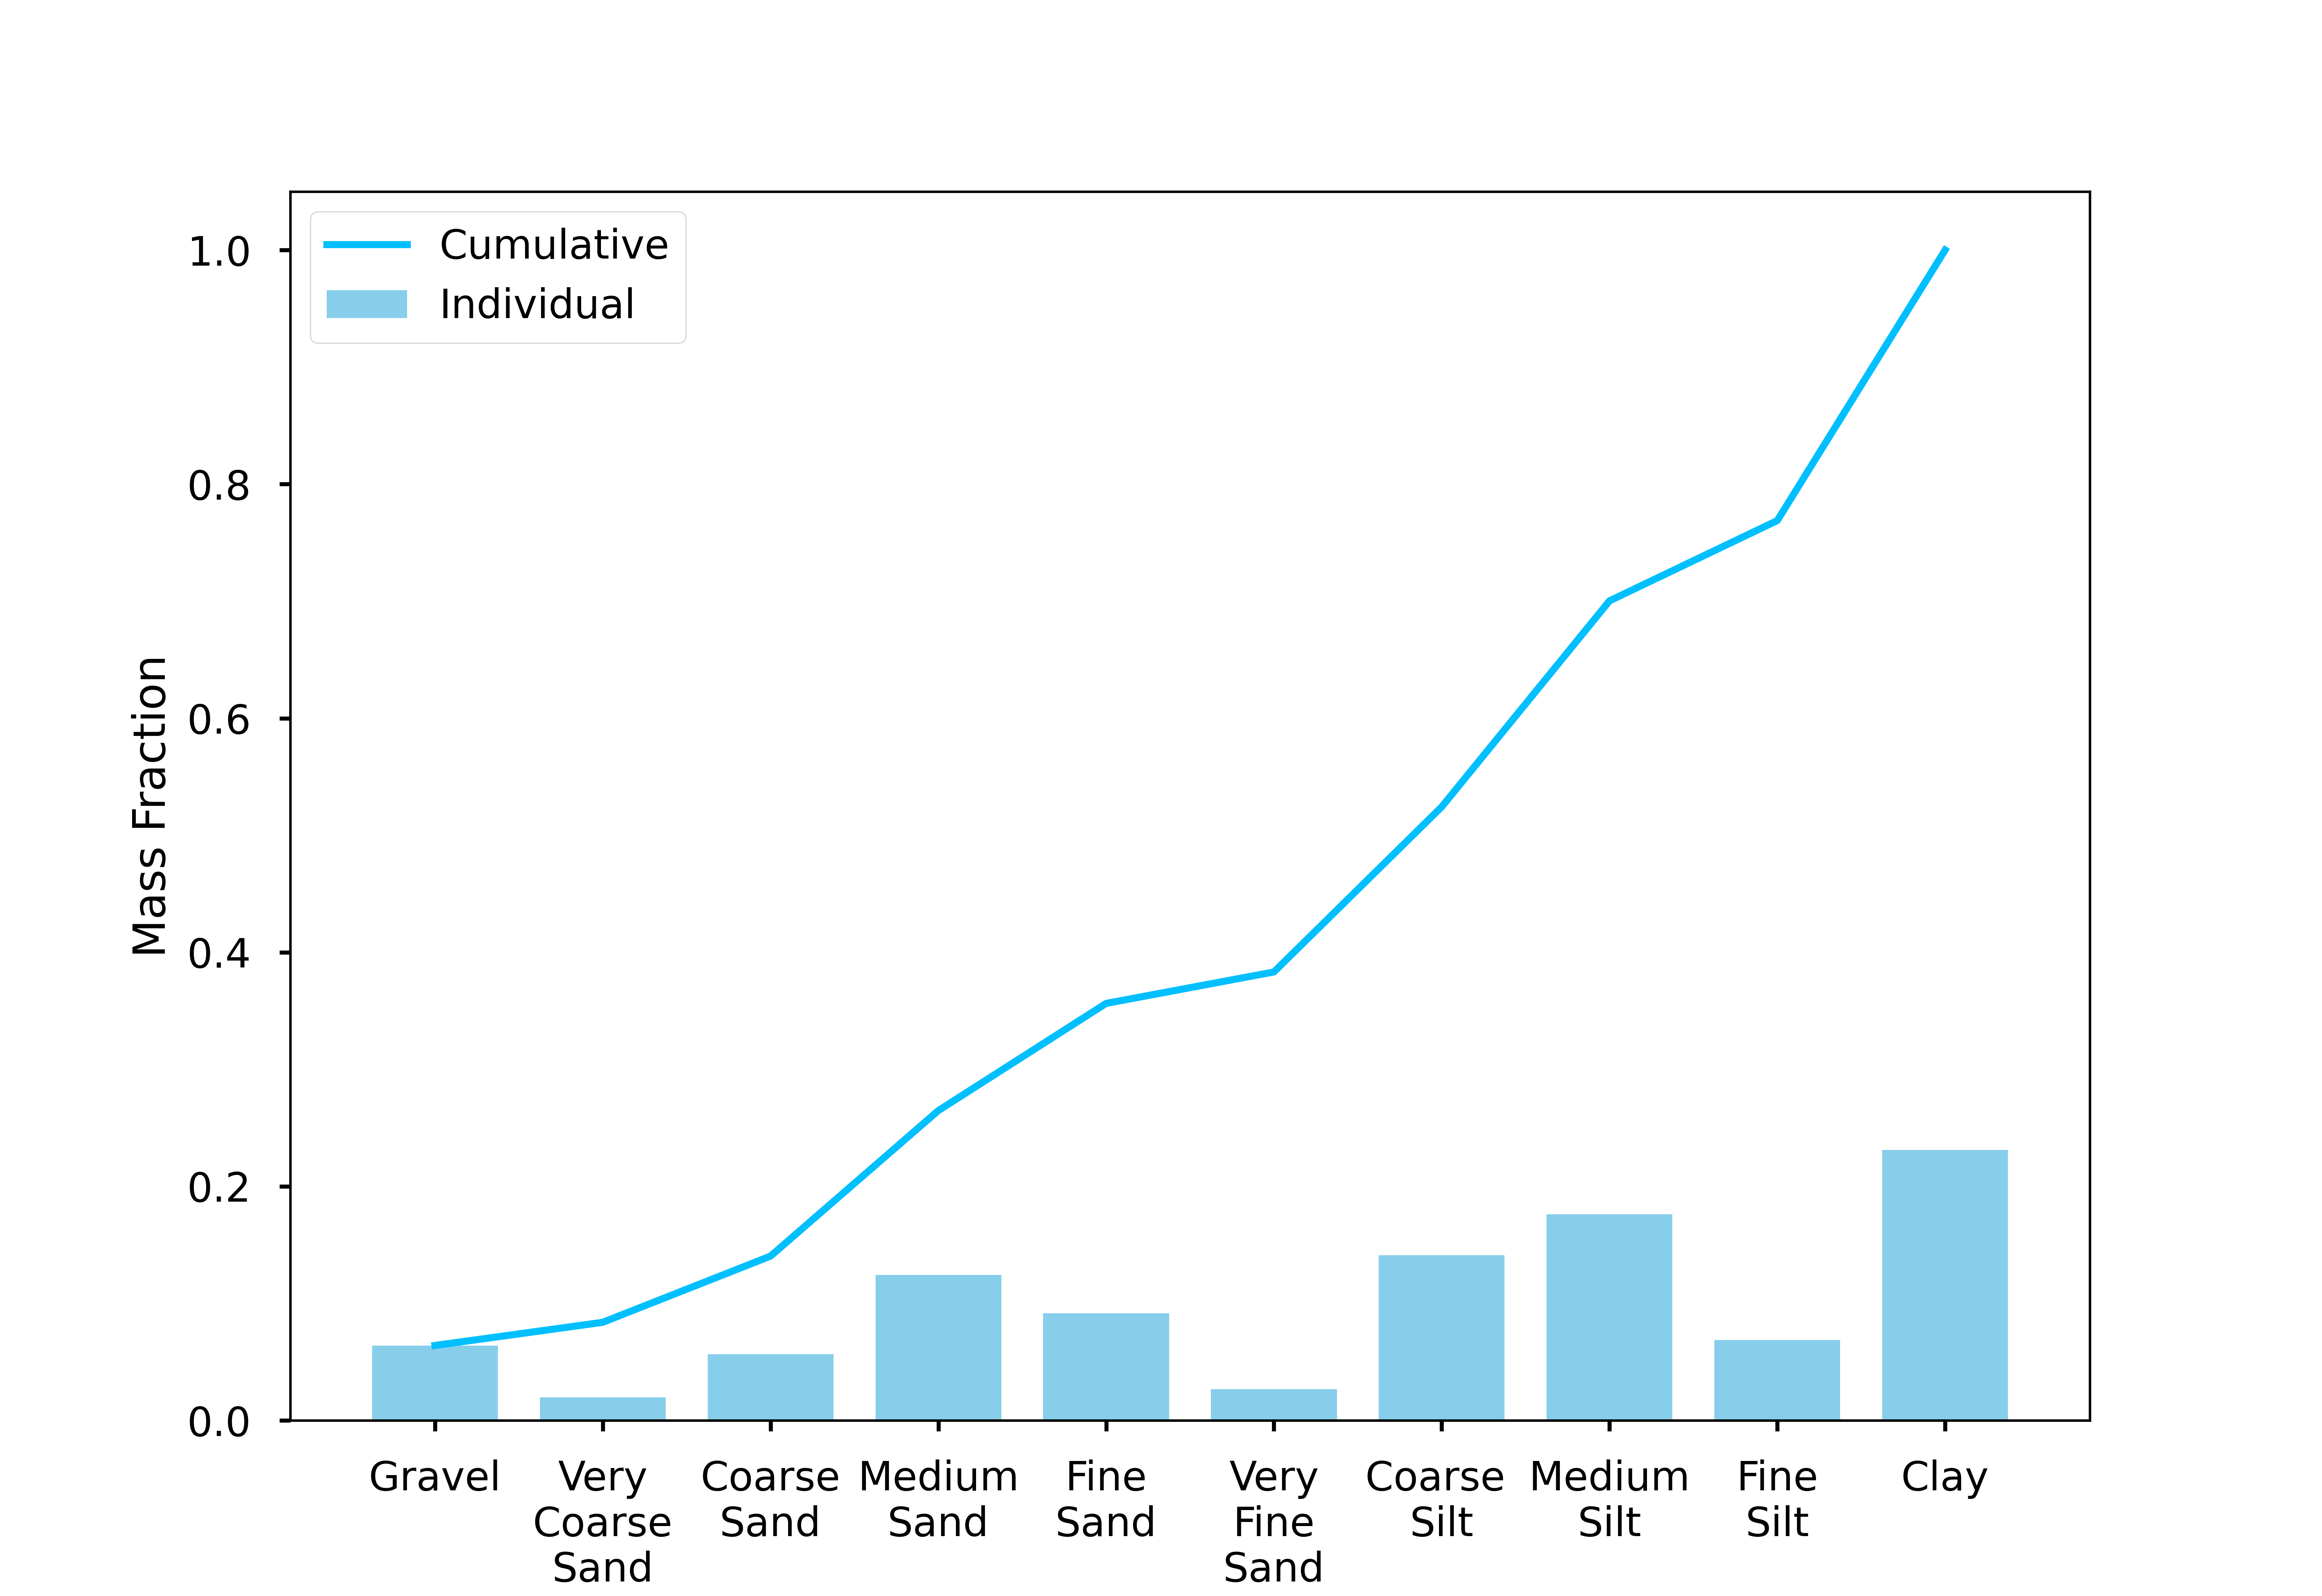 Cumulative
Individual
Mass Fraction
1.0
0.8
0.6
0.4
0.2
0.0
Gravel
Very
Coarse
Sand
Coarse
Sand
Medium
Sand
Fine
Sand
Very
Fine
Sand
Coarse
Silt
Medium
Silt
Fine
Silt
Clay